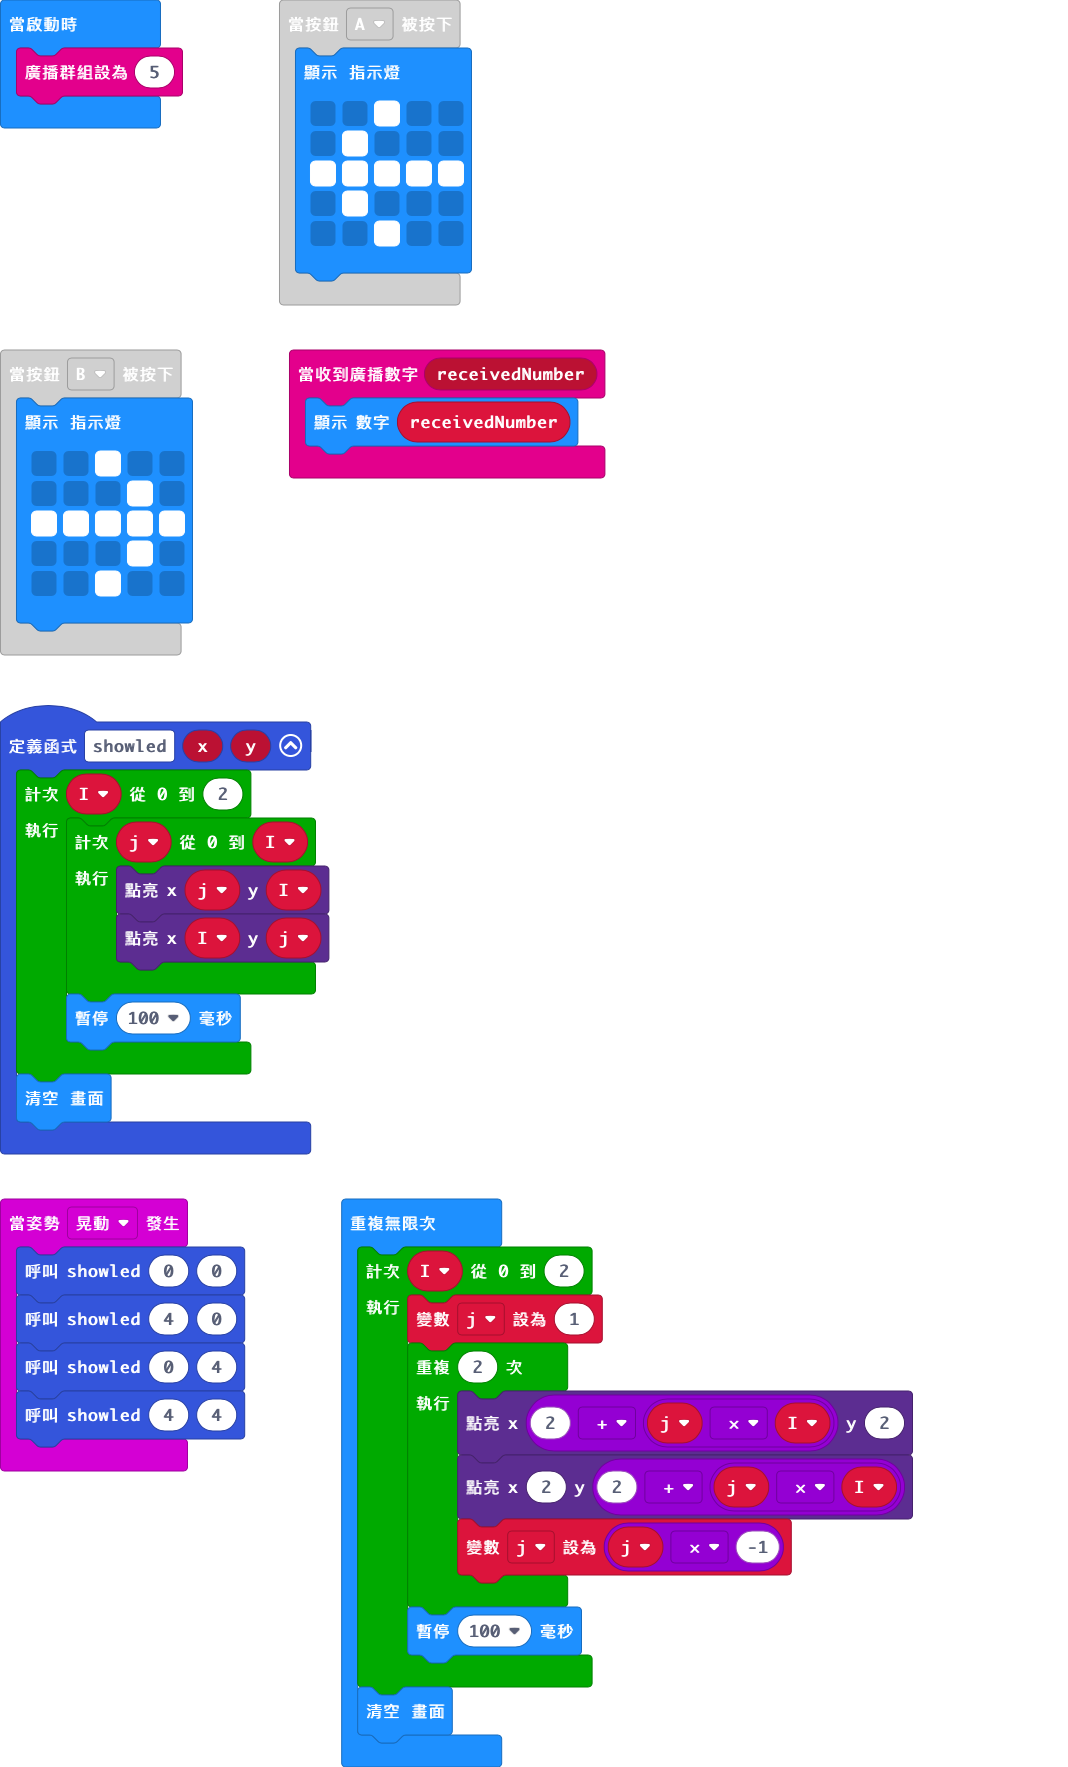 當啟動時
廣播群組設為 5
當按鈕 A 被按下
顯示 指示燈
當按鈕 B 被按下
顯示 指示燈
當收到廣播數字 receivedNumber
顯示 數字 receivedNumber
定義函式 showled x y
計次 I 從 0 到 2
執行
計次 j 從 0 到 I
執行
點亮 x j y I
點亮 x I y j
暫停 100 毫秒
清空 畫面
當姿勢 晃動 發生
呼叫 showled 0 0
呼叫 showled 4 0
呼叫 showled 0 4
呼叫 showled 4 4
重複無限次
計次 I 從 0 到 2
執行
變數 j 設為 1
重複 2 次
執行
點亮 x 2 + j × I y 2
點亮 x 2 y 2 + j × I
變數 j 設為 j × -1
暫停 100 毫秒
清空 畫面